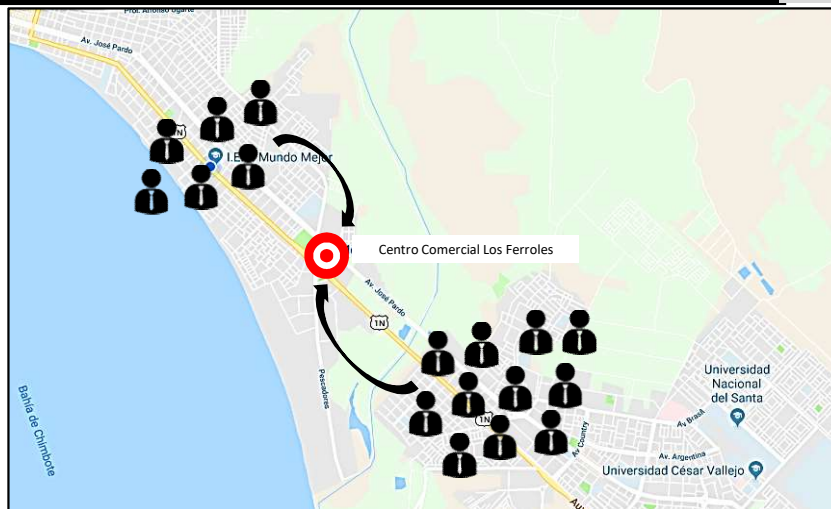 Prol. Alfonso Ugarte
Av. José Pardo
1N
I.E. Mundo Mejor
Centro Comercial Los Ferroles
Av. José Pardo
1N
Pescadores
Bahía de Chimbote
Universidad
Nacional
del Santa
1N
Av Brasil
Av Country
Av. Argentina
Universidad César Vallejo